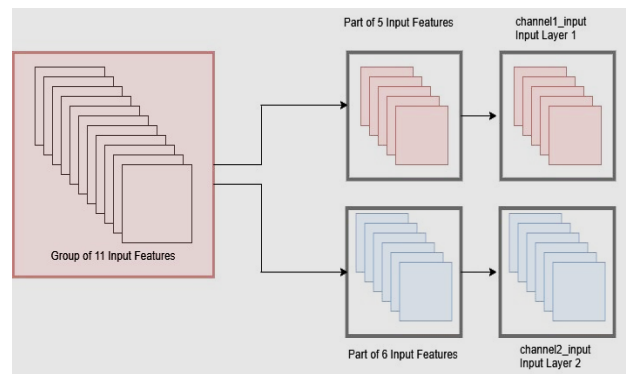 Part of 5 Input Features
channel1_input
Input Layer 1
Group of 11 Input Features
Part of 6 Input Features
channel2_input
Input Layer 2